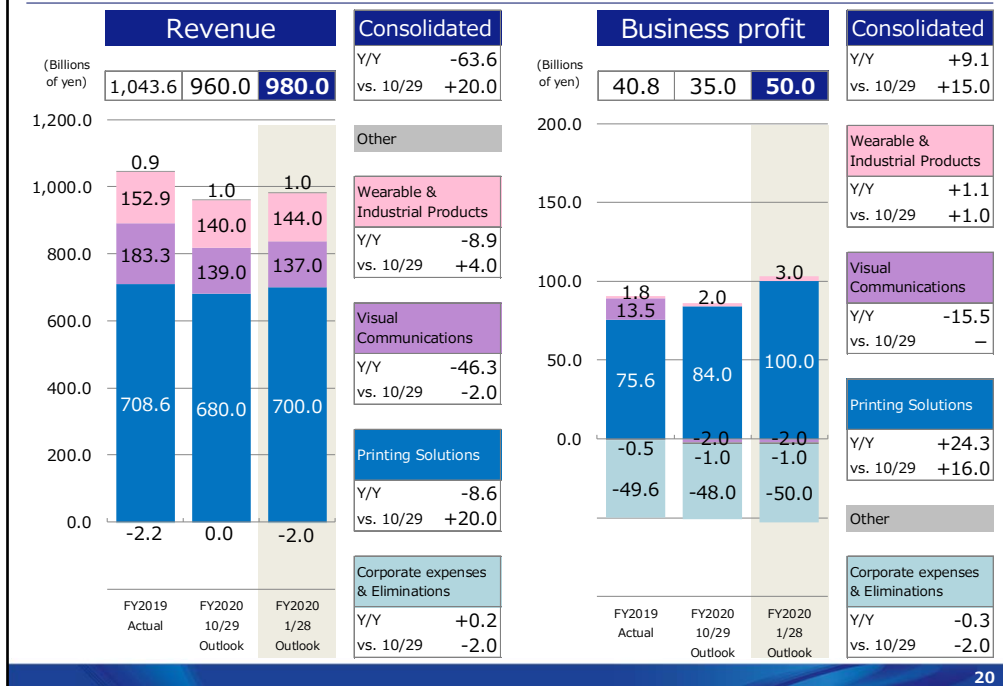 Revenue
(Billions
of yen)
1,043.6 960.0 980.0
1,200.0
1,000.0
800.0
600.0
400.0
200.0
0.0
0.9
152.9
183.3
708.6
-2.2
1.0
140.0
139.0
680.0
0.0
1.0
144.0
137.0
700.0
-2.0
FY2019
Actual
FY2020
10/29
Outlook
FY2020
1/28
Outlook
Consolidated
Y/Y -63.6
vs. 10/29 +20.0
Other
Wearable &
Industrial Products
Y/Y -8.9
vs. 10/29 +4.0
Visual
Communications
Y/Y -46.3
vs. 10/29 -2.0
Printing Solutions
Y/Y -8.6
vs. 10/29 +20.0
Corporate expenses
& Eliminations
Y/Y +0.2
vs. 10/29 -2.0
Business profit
(Billions
of yen)
40.8 35.0 50.0
200.0
150.0
100.0
50.0
0.0
1.8
13.5
75.6
-0.5
-49.6
2.0
84.0
-2.0
-1.0
-48.0
3.0
100.0
-2.0
-1.0
-50.0
FY2019
Actual
FY2020
10/29
Outlook
FY2020
1/28
Outlook
Consolidated
Y/Y +9.1
vs. 10/29 +15.0
Wearable &
Industrial Products
Y/Y +1.1
vs. 10/29 +1.0
Visual
Communications
Y/Y -15.5
vs. 10/29 –
Printing Solutions
Y/Y +24.3
vs. 10/29 +16.0
Other
Corporate expenses
& Eliminations
Y/Y -0.3
vs. 10/29 -2.0
20